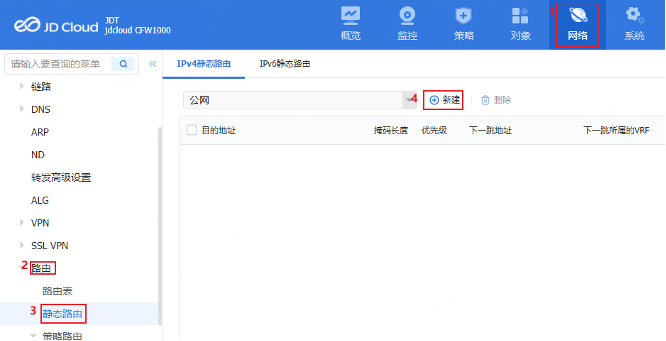 JD Cloud JDT
jdcloud CFW1000
概览 监控 策略 对象 1 网络 系统
请输入要查询的菜单
链路
DNS
ARP
ND
转发高级设置
ALG
VPN
SSL VPN
2 路由
路由表
3 静态路由
策略路由
IPv4静态路由 IPv6静态路由
公网 4 新建 删除
目的地址 掩码长度 优先级 下一跳地址 下一跳所属的VRF